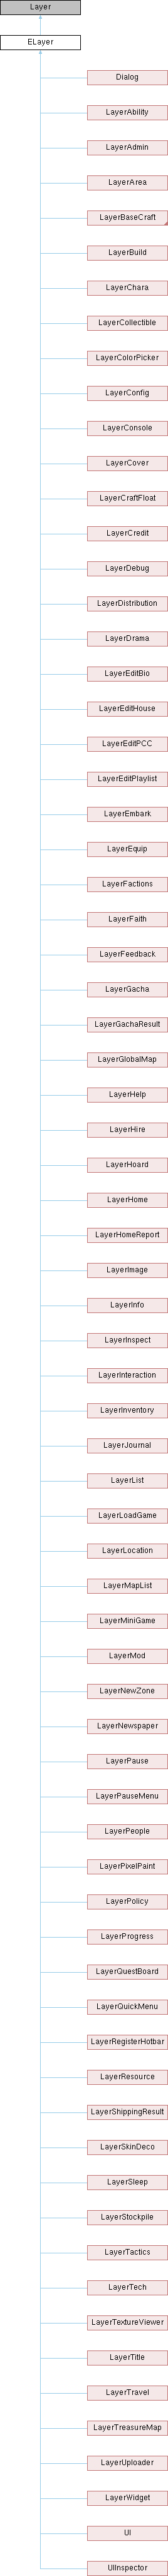 Layer
ELayer
Dialog
LayerAbility
LayerAdmin
LayerArea
LayerBaseCraft
LayerBuild
LayerChara
LayerCollectible
LayerColorPicker
LayerConfig
LayerConsole
LayerCover
LayerCraftFloat
LayerCredit
LayerDebug
LayerDistribution
LayerDrama
LayerEditBio
LayerEditHouse
LayerEditPCC
LayerEditPlaylist
LayerEmbark
LayerEquip
LayerFactions
LayerFaith
LayerFeedback
LayerGacha
LayerGachaResult
LayerGlobalMap
LayerHelp
LayerHire
LayerHoard
LayerHome
LayerHomeReport
LayerImage
LayerInfo
LayerInspect
LayerInteraction
LayerInventory
LayerJournal
LayerList
LayerLoadGame
LayerLocation
LayerMapList
LayerMiniGame
LayerMod
LayerNewZone
LayerNewspaper
LayerPause
LayerPauseMenu
LayerPeople
LayerPixelPaint
LayerPolicy
LayerProgress
LayerQuestBoard
LayerQuickMenu
LayerRegisterHotbar
LayerResource
LayerShippingResult
LayerSkinDeco
LayerSleep
LayerStockpile
LayerTactics
LayerTech
LayerTextureViewer
LayerTitle
LayerTravel
LayerTreasureMap
LayerUploader
LayerWidget
UI
UIInspector